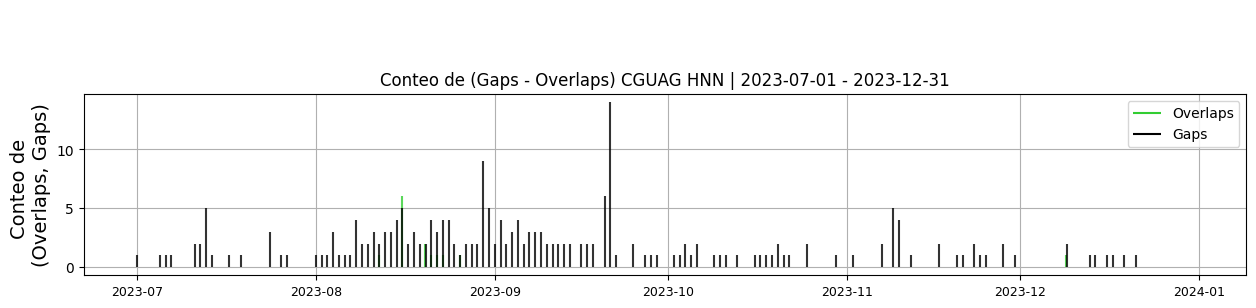 Conteo de (Gaps - Overlaps) CGUAG HNN | 2023-07-01 - 2023-12-31
Conteo de
(Overlaps, Gaps)
10
5
0
Overlaps
Gaps
2023-07
2023-08
2023-09
2023-10
2023-11
2023-12
2024-01